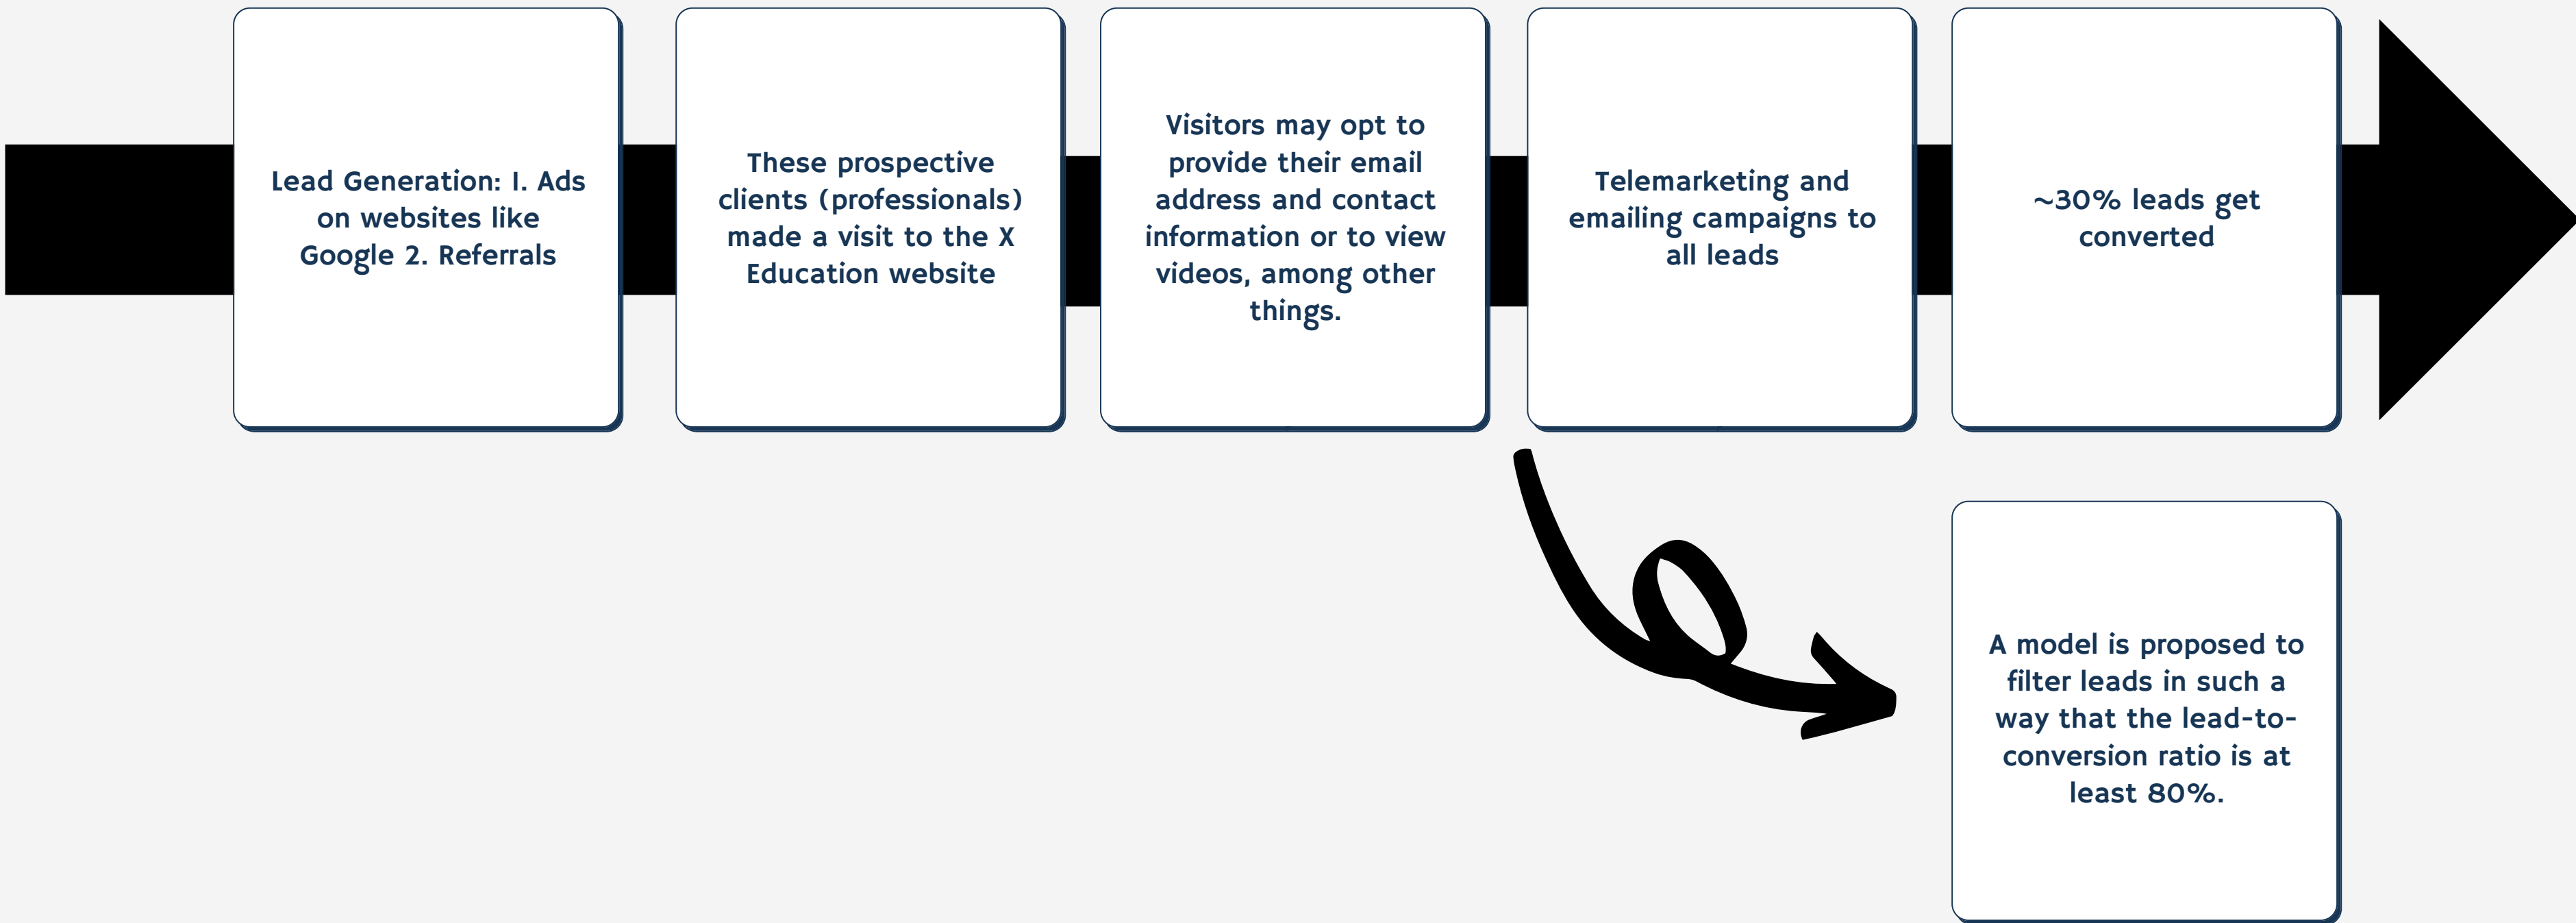 Lead Generation: 1. Ads
on websites like
Google 2. Referrals
These prospective
clients (professionals)
made a visit to the X
Education website
Visitors may opt to
provide their email
address and contact
information or to view
videos, among other
things.
Telemarketing and
emailing campaigns to
all leads
~30% leads get
converted
A model is proposed to
filter leads in such a
way that the lead-to-
conversion ratio is at
least 80%.